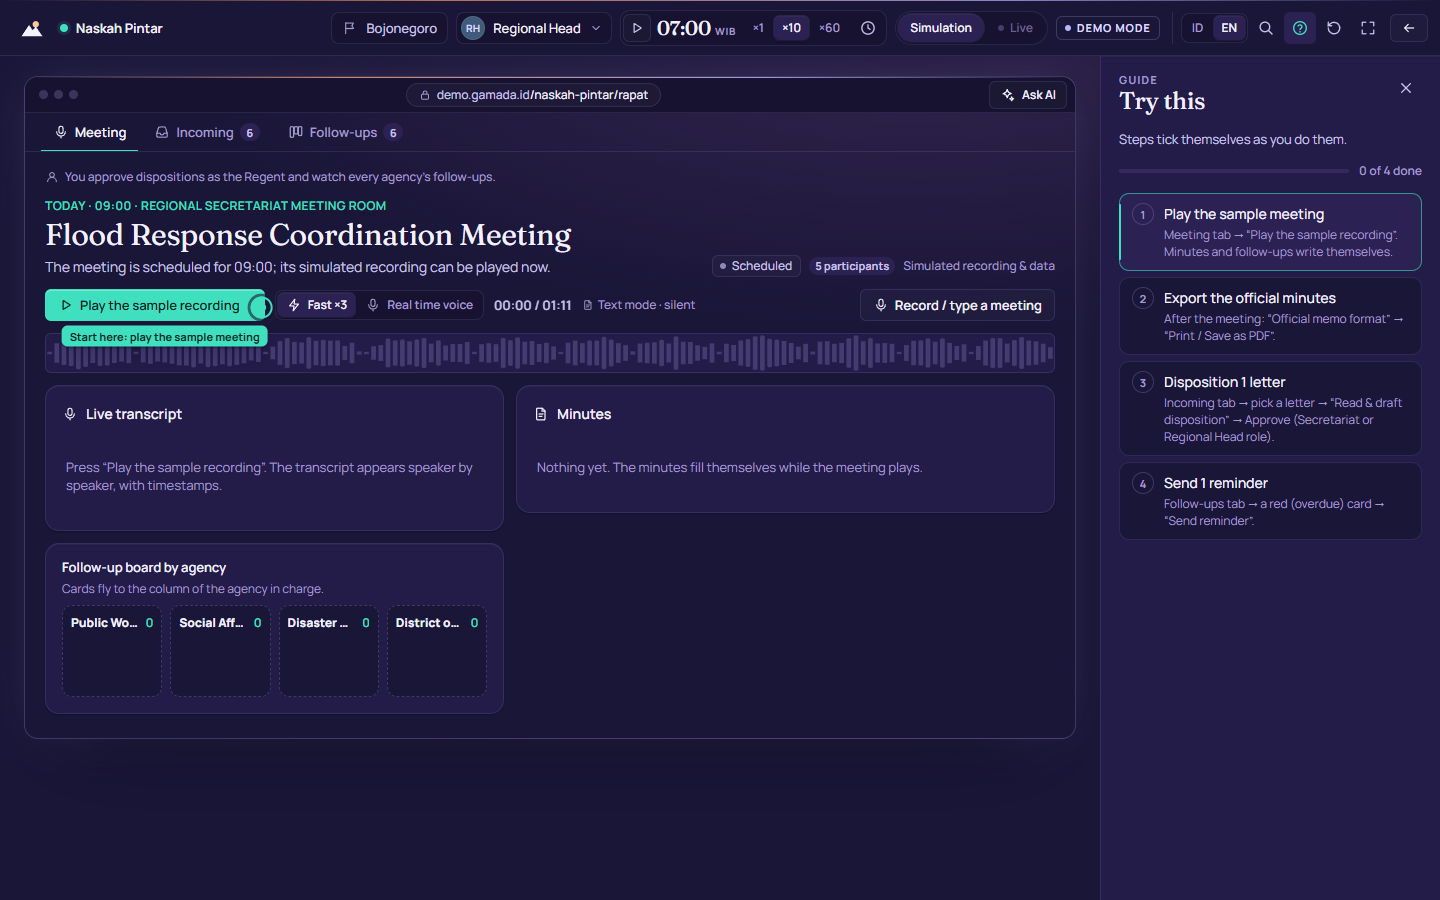 Naskah Pintar
Bojonegoro
RH Regional Head
07:00 WIB ×1 ×10 ×60
Simulation
Live
DEMO MODE
ID EN
demo.gamada.id/naskah-pintar/rapat
Ask AI
Meeting
Incoming 6
Follow-ups 6
You approve dispositions as the Regent and watch every agency's follow-ups.
TODAY · 09:00 · REGIONAL SECRETARIAT MEETING ROOM
Flood Response Coordination Meeting
The meeting is scheduled for 09:00; its simulated recording can be played now.
Scheduled
5 participants
Simulated recording & data
Play the sample recording
Fast ×3
Real time voice
00:00 / 01:11
Text mode · silent
Record / type a meeting
Start here: play the sample meeting
Live transcript
Press “Play the sample recording”. The transcript appears speaker by
speaker, with timestamps.
Minutes
Nothing yet. The minutes fill themselves while the meeting plays.
Follow-up board by agency
Cards fly to the column of the agency in charge.
Public Wo... 0
Social Aff... 0
Disaster ... 0
District o... 0
GUIDE
Try this
Steps tick themselves as you do them.
0 of 4 done
1 Play the sample meeting
Meeting tab → “Play the sample recording”.
Minutes and follow-ups write themselves.
2 Export the official minutes
After the meeting: “Official memo format” →
“Print / Save as PDF”.
3 Disposition 1 letter
Incoming tab → pick a letter → “Read & draft
disposition” → Approve (Secretariat or
Regional Head role).
4 Send 1 reminder
Follow-ups tab → a red (overdue) card →
“Send reminder”.